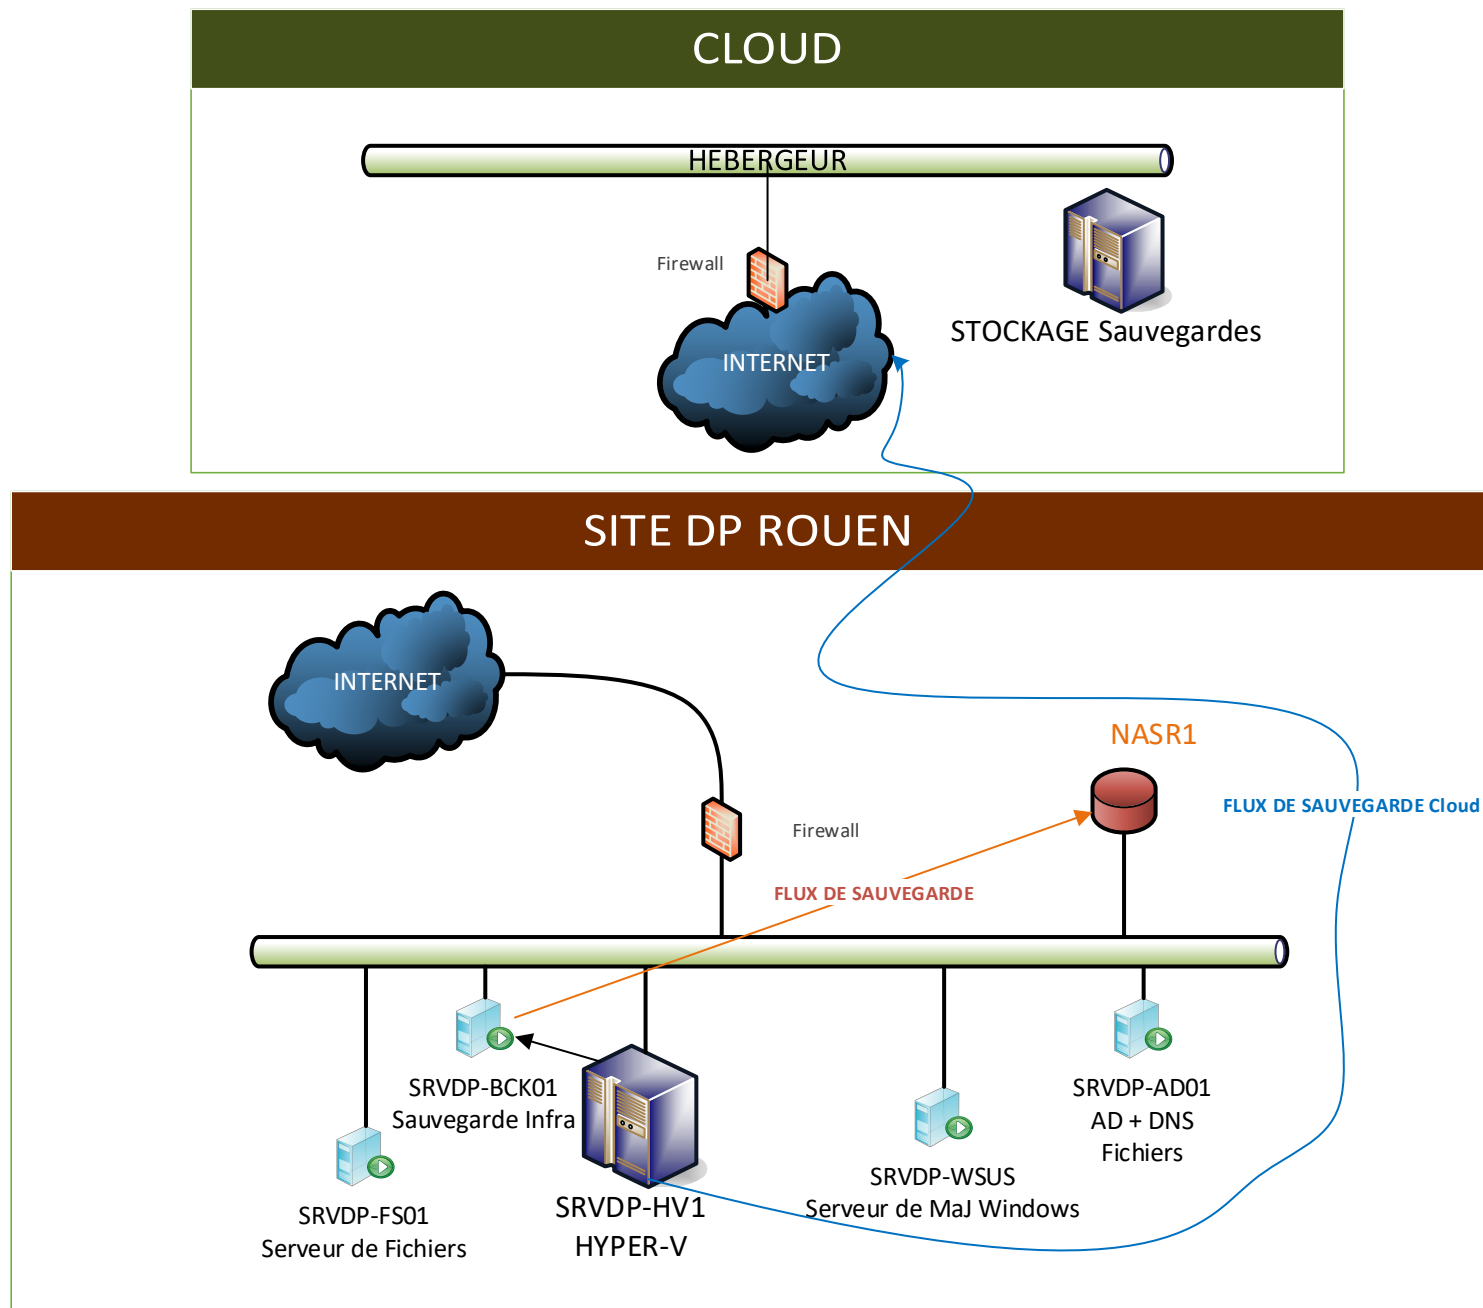 CLOUD
HEBERGEUR
Firewall
STOCKAGE Sauvegardes
INTERNET
SITE DP ROUEN
INTERNET
NASR1
FLUX DE SAUVEGARDE Cloud
Firewall
FLUX DE SAUVEGARDE
SRVDP-BCK01
Sauvegarde Infra
SRVDP-AD01
AD + DNS
Fichiers
SRVDP-WSUS
Serveur de MaJ Windows
SRVDP-FS01
Serveur de Fichiers
SRVDP-HV1
HYPER-V